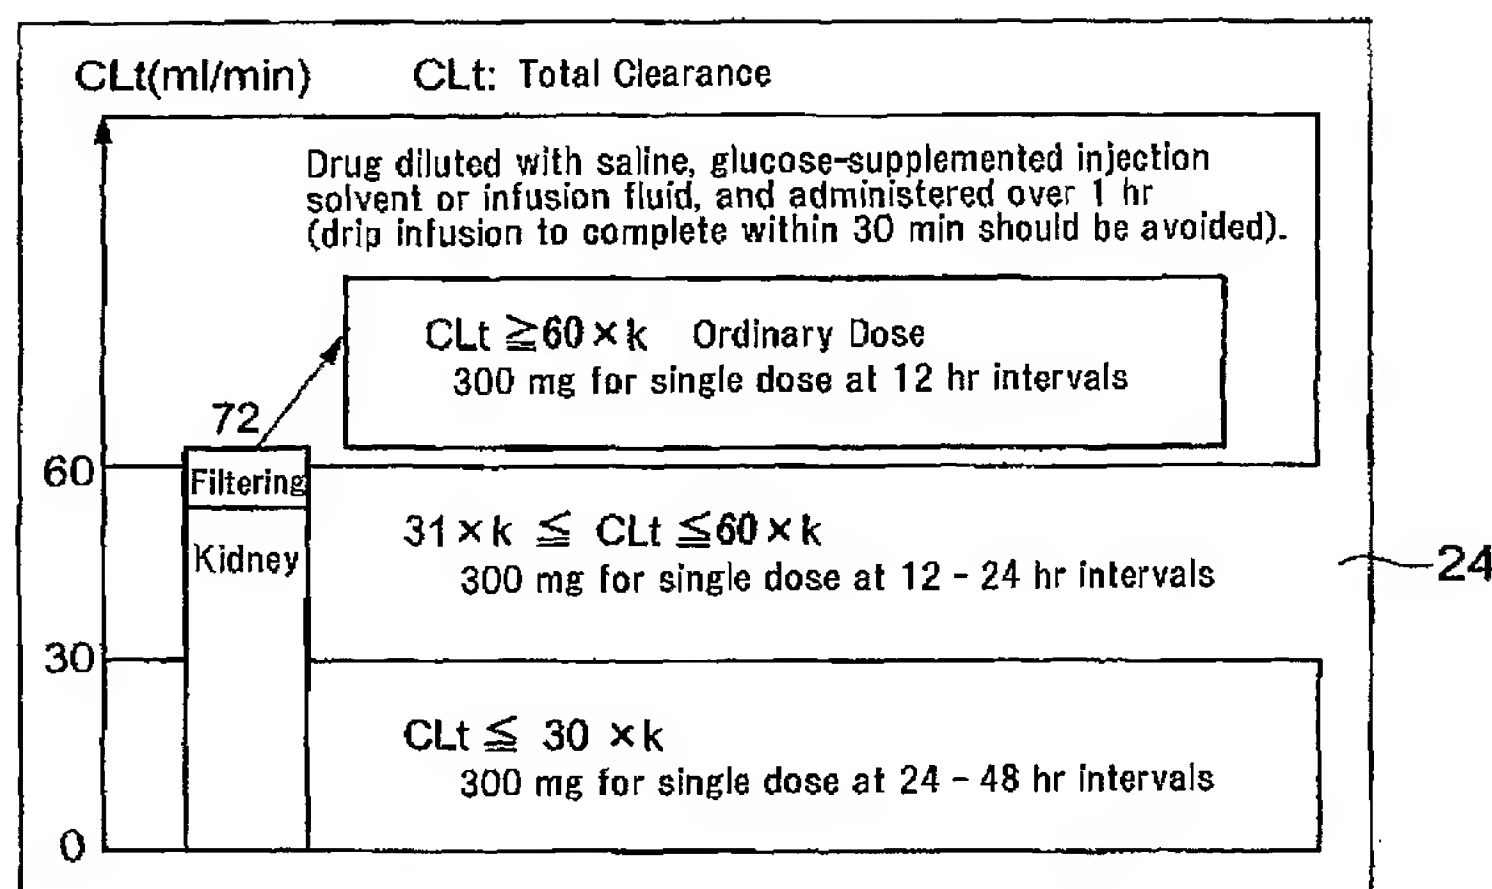 CLt(ml/min) CLt: Total Clearance
Drug diluted with saline, glucose-supplemented injection
solvent or infusion fluid, and administered over 1 hr
(drip infusion to complete within 30 min should be avoided).
CLt ≧60×k Ordinary Dose
300 mg for single dose at 12 hr intervals
72
60
Filtering
31×k ≦ CLt ≦60×k
Kidney
300 mg for single dose at 12 - 24 hr intervals
24
30
CLt ≦ 30 ×k
300 mg for single dose at 24 - 48 hr intervals
0